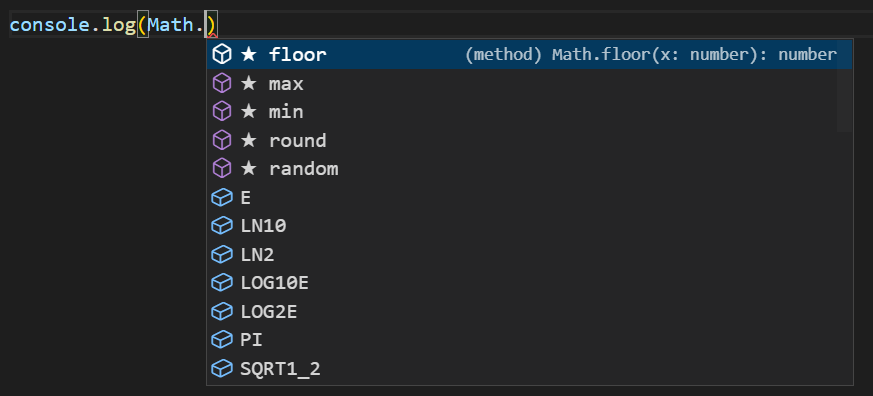 console.log(Math.)
★ floor (method) Math.floor(x: number): number
★ max
★ min
★ round
★ random
E
LN10
LN2
LOG10E
LOG2E
PI
SQRT1_2